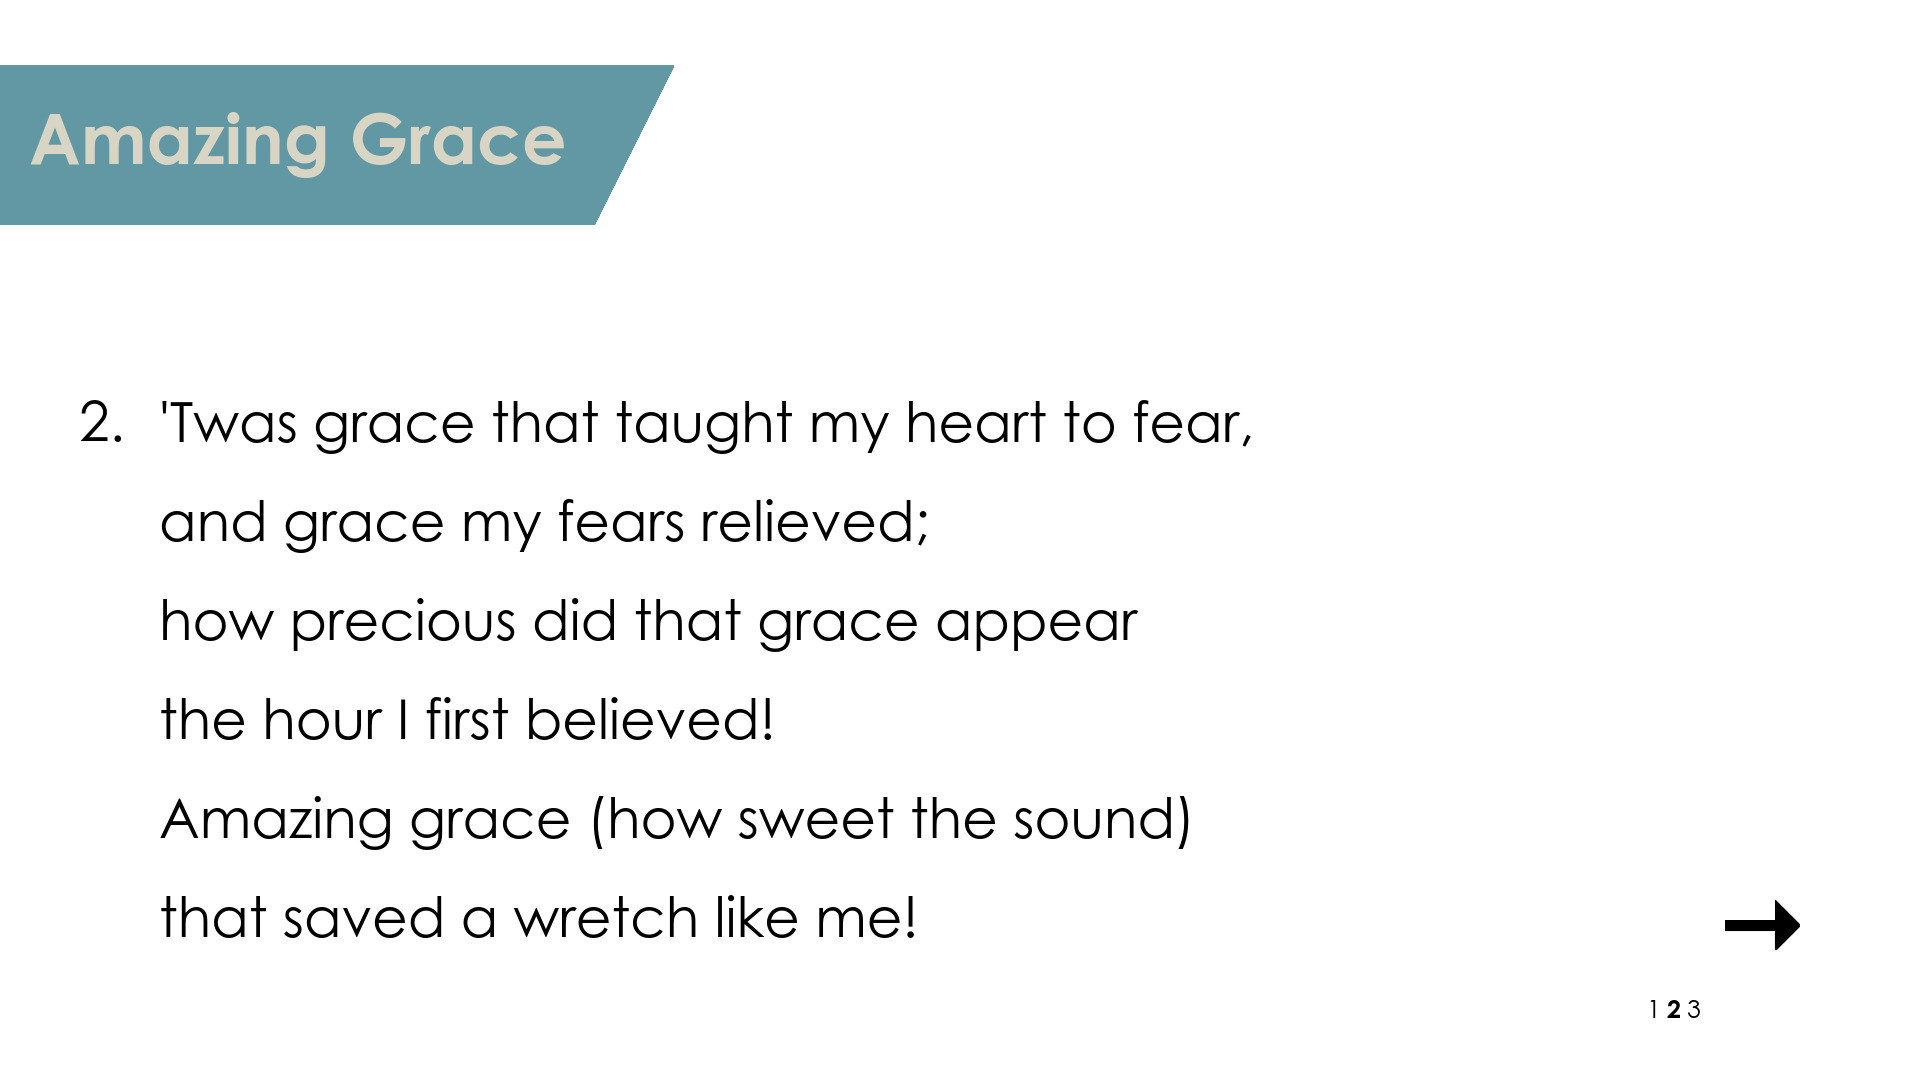 Amazing Grace
2. 'Twas grace that taught my heart to fear,
and grace my fears relieved;
how precious did that grace appear
the hour I first believed!
Amazing grace (how sweet the sound)
that saved a wretch like me!
1 2 3